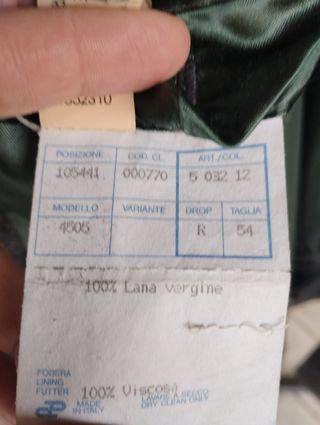 POSIZIONE COD. CL. ART./COL.
105441 000770 5 032 12
MODELLO VARIANTE DROP TAGLIA
4505 R 54
100% Lana vergine
FODERA
LINING
FUTTER 100% Viscosa
MADE
IN ITALY
LAVARE A SECCO
DRY CLEAN ONLY